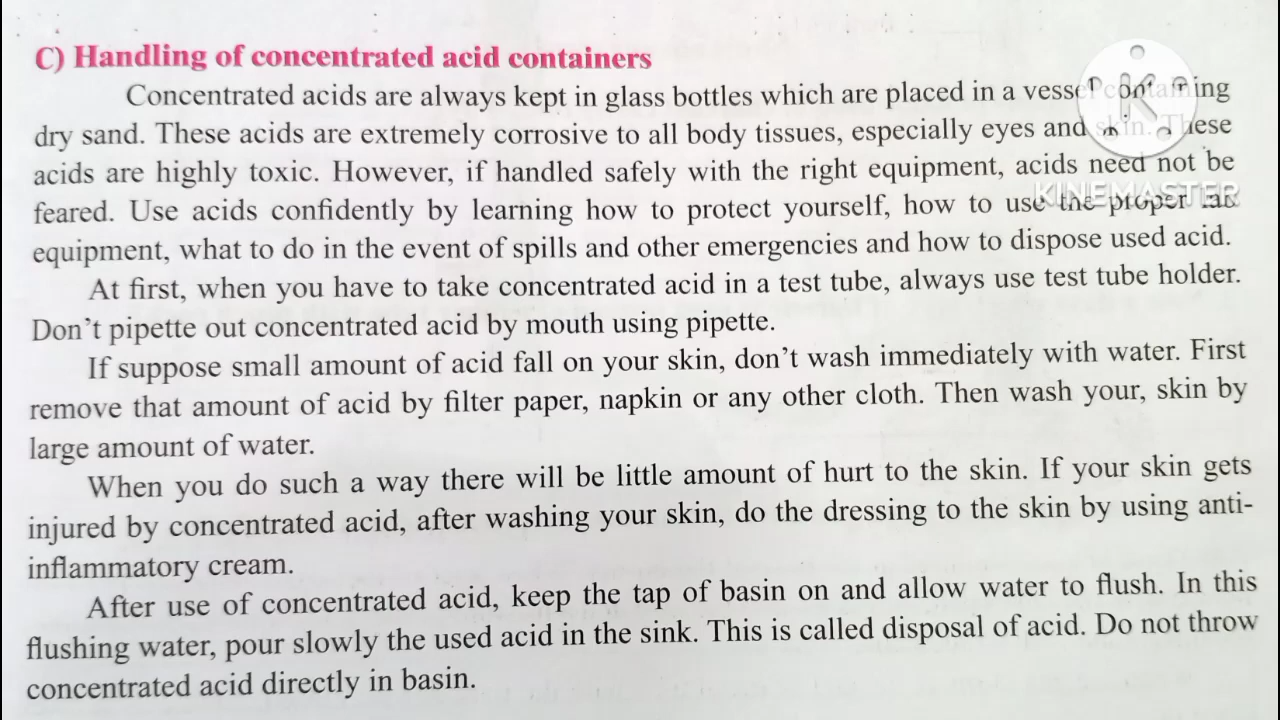 C) Handling of concentrated acid containers
Concentrated acids are always kept in glass bottles which are placed in a vessel containing
dry sand. These acids are extremely corrosive to all body tissues, especially eyes and skin. These
acids are highly toxic. However, if handled safely with the right equipment, acids need not be
feared. Use acids confidently by learning how to protect yourself, how to use the proper lab
equipment, what to do in the event of spills and other emergencies and how to dispose used acid.
At first, when you have to take concentrated acid in a test tube, always use test tube holder.
Don't pipette out concentrated acid by mouth using pipette.
If suppose small amount of acid fall on your skin, don't wash immediately with water. First
remove that amount of acid by filter paper, napkin or any other cloth. Then wash your, skin by
large amount of water.
When you do such a way there will be little amount of hurt to the skin. If your skin gets
injured by concentrated acid, after washing your skin, do the dressing to the skin by using anti-
inflammatory cream.
After use of concentrated acid, keep the tap of basin on and allow water to flush. In this
flushing water, pour slowly the used acid in the sink. This is called disposal of acid. Do not throw
concentrated acid directly in basin.
K
KINEMASTER